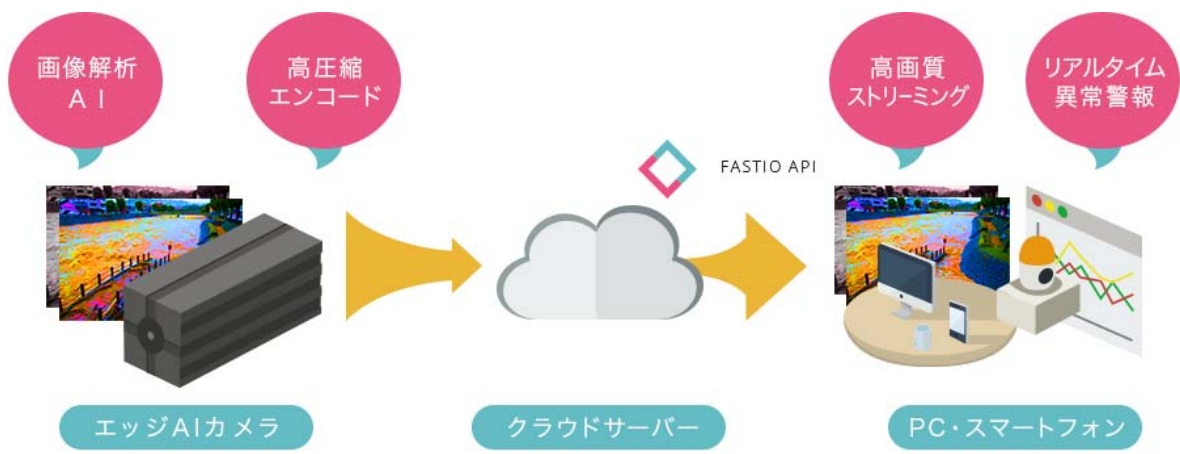 画像解析
AI
高圧縮
エンコード
高画質
ストリーミング
リアルタイム
異常警報
FASTIO API
エッジAIカメラ
クラウドサーバー
PC・スマートフォン